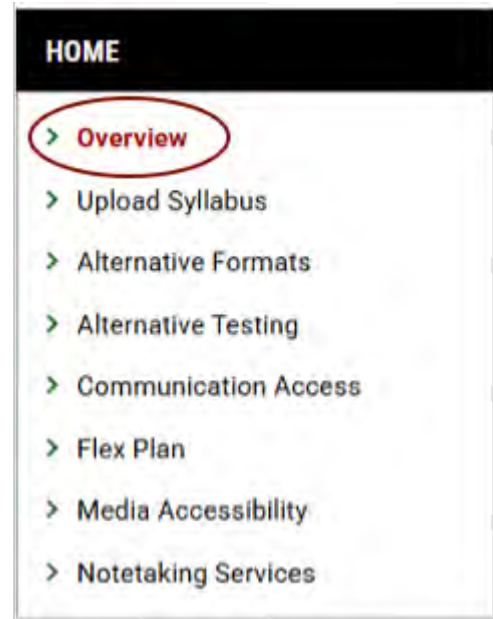 HOME
Overview
Upload Syllabus
Alternative Formats
Alternative Testing
Communication Access
Flex Plan
Media Accessibility
Notetaking Services